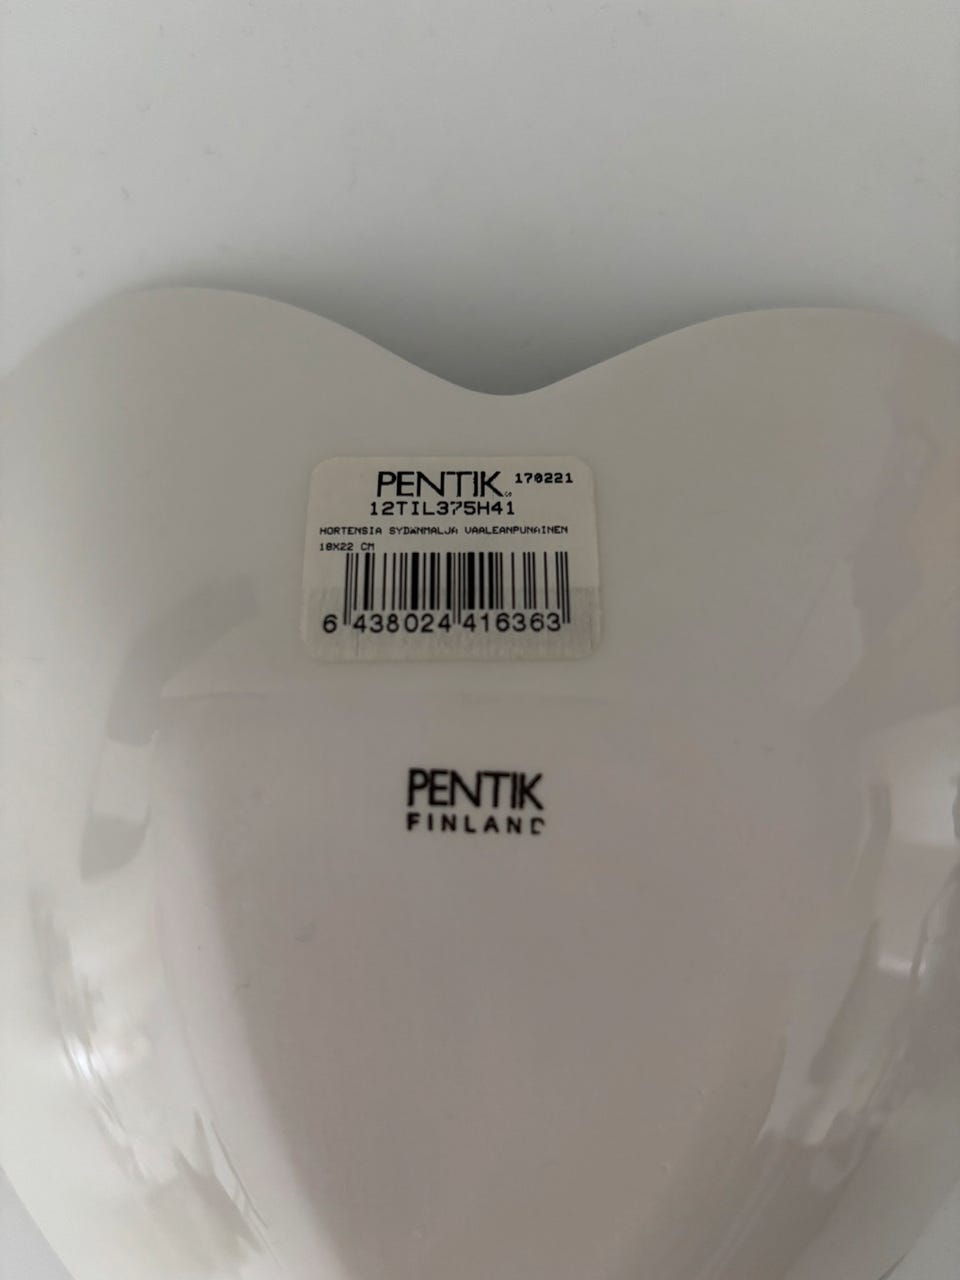 PENTIK 170221
12TIL375H41
HORTENSIA SYDÄNMALJA VAALEANPUNAINEN
18X22 CM
6 438024 416363
PENTIK
FINLAND